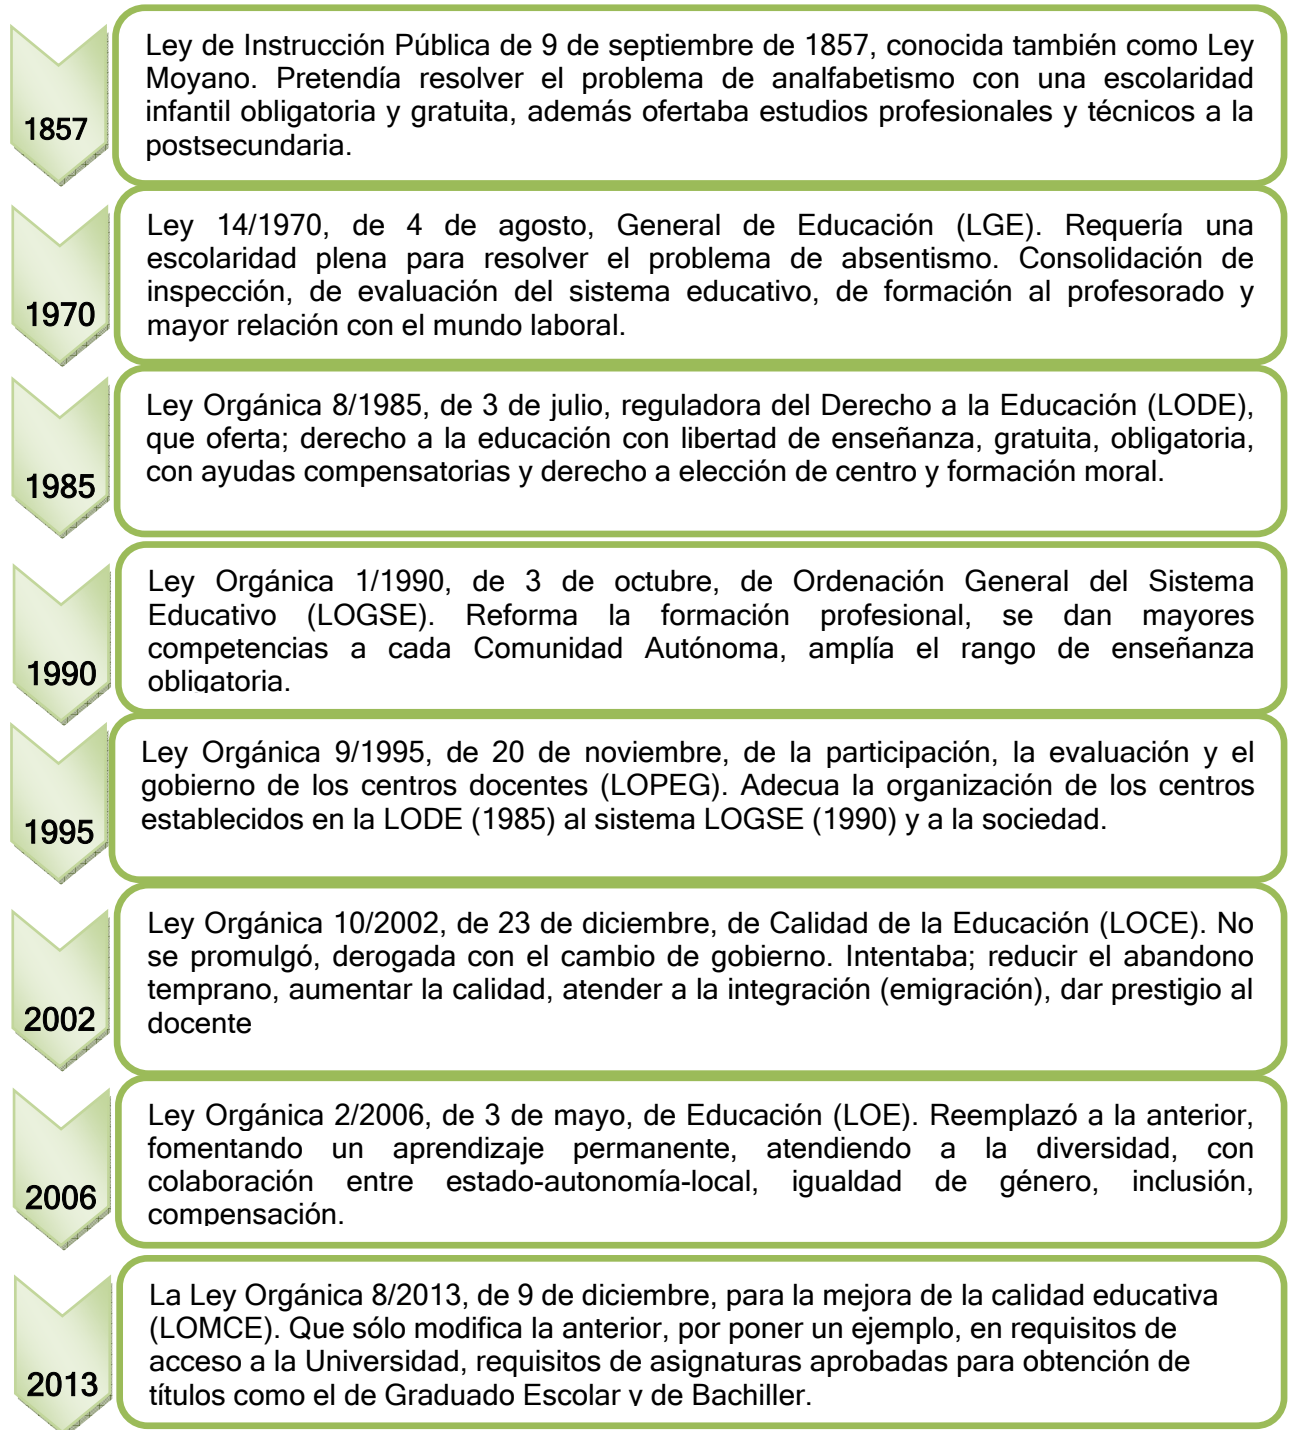 1857
Ley de Instrucción Pública de 9 de septiembre de 1857, conocida también como Ley
Moyano. Pretendía resolver el problema de analfabetismo con una escolaridad
infantil obligatoria y gratuita, además ofertaba estudios profesionales y técnicos a la
postsecundaria.
1970
Ley 14/1970, de 4 de agosto, General de Educación (LGE). Requería una
escolaridad plena para resolver el problema de absentismo. Consolidación de
inspección, de evaluación del sistema educativo, de formación al profesorado y
mayor relación con el mundo laboral.
1985
Ley Orgánica 8/1985, de 3 de julio, reguladora del Derecho a la Educación (LODE),
que oferta; derecho a la educación con libertad de enseñanza, gratuita, obligatoria,
con ayudas compensatorias y derecho a elección de centro y formación moral.
1990
Ley Orgánica 1/1990, de 3 de octubre, de Ordenación General del Sistema
Educativo (LOGSE). Reforma la formación profesional, se dan mayores
competencias a cada Comunidad Autónoma, amplía el rango de enseñanza
obligatoria.
1995
Ley Orgánica 9/1995, de 20 de noviembre, de la participación, la evaluación y el
gobierno de los centros docentes (LOPEG). Adecua la organización de los centros
establecidos en la LODE (1985) al sistema LOGSE (1990) y a la sociedad.
2002
Ley Orgánica 10/2002, de 23 de diciembre, de Calidad de la Educación (LOCE). No
se promulgó, derogada con el cambio de gobierno. Intentaba; reducir el abandono
temprano, aumentar la calidad, atender a la integración (emigración), dar prestigio al
docente
2006
Ley Orgánica 2/2006, de 3 de mayo, de Educación (LOE). Reemplazó a la anterior,
fomentando un aprendizaje permanente, atendiendo a la diversidad, con
colaboración entre estado-autonomía-local, igualdad de género, inclusión,
compensación.
2013
La Ley Orgánica 8/2013, de 9 de diciembre, para la mejora de la calidad educativa
(LOMCE). Que sólo modifica la anterior, por poner un ejemplo, en requisitos de
acceso a la Universidad, requisitos de asignaturas aprobadas para obtención de
títulos como el de Graduado Escolar y de Bachiller.